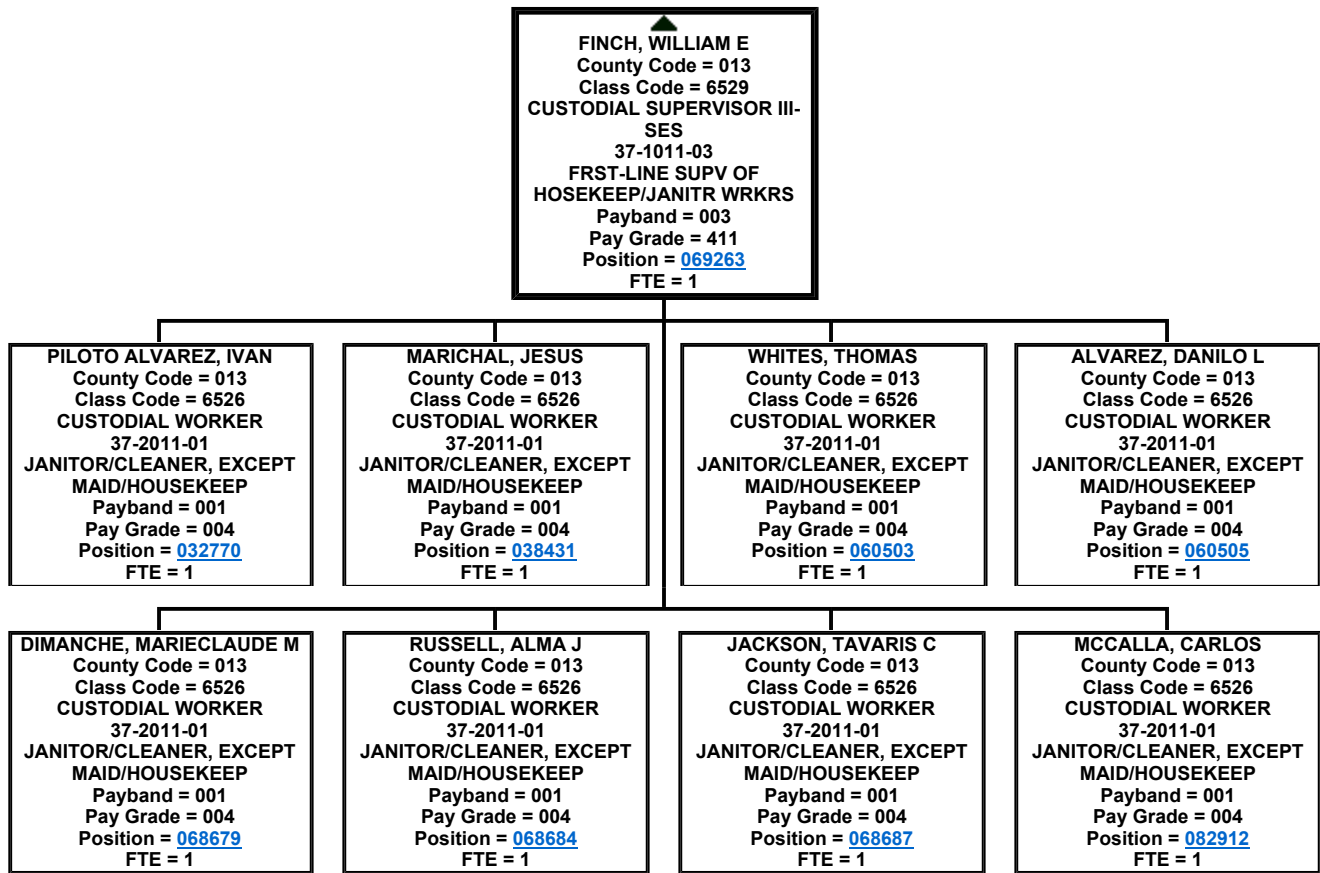 FINCH, WILLIAM E
County Code = 013
Class Code = 6529
CUSTODIAL SUPERVISOR III-
SES
37-1011-03
FRST-LINE SUPV OF
HOSEKEEP/JANITR WRKRS
Payband = 003
Pay Grade = 411
Position = 069263
FTE = 1
PILOTO ALVAREZ, IVAN
County Code = 013
Class Code = 6526
CUSTODIAL WORKER
37-2011-01
JANITOR/CLEANER, EXCEPT
MAID/HOUSEKEEP
Payband = 001
Pay Grade = 004
Position = 032770
FTE = 1
MARICHAL, JESUS
County Code = 013
Class Code = 6526
CUSTODIAL WORKER
37-2011-01
JANITOR/CLEANER, EXCEPT
MAID/HOUSEKEEP
Payband = 001
Pay Grade = 004
Position = 038431
FTE = 1
WHITES, THOMAS
County Code = 013
Class Code = 6526
CUSTODIAL WORKER
37-2011-01
JANITOR/CLEANER, EXCEPT
MAID/HOUSEKEEP
Payband = 001
Pay Grade = 004
Position = 060503
FTE = 1
ALVAREZ, DANILO L
County Code = 013
Class Code = 6526
CUSTODIAL WORKER
37-2011-01
JANITOR/CLEANER, EXCEPT
MAID/HOUSEKEEP
Payband = 001
Pay Grade = 004
Position = 060505
FTE = 1
DIMANCHE, MARIECLAUDE M
County Code = 013
Class Code = 6526
CUSTODIAL WORKER
37-2011-01
JANITOR/CLEANER, EXCEPT
MAID/HOUSEKEEP
Payband = 001
Pay Grade = 004
Position = 068679
FTE = 1
RUSSELL, ALMA J
County Code = 013
Class Code = 6526
CUSTODIAL WORKER
37-2011-01
JANITOR/CLEANER, EXCEPT
MAID/HOUSEKEEP
Payband = 001
Pay Grade = 004
Position = 068684
FTE = 1
JACKSON, TAVARIS C
County Code = 013
Class Code = 6526
CUSTODIAL WORKER
37-2011-01
JANITOR/CLEANER, EXCEPT
MAID/HOUSEKEEP
Payband = 001
Pay Grade = 004
Position = 068687
FTE = 1
MCCALLA, CARLOS
County Code = 013
Class Code = 6526
CUSTODIAL WORKER
37-2011-01
JANITOR/CLEANER, EXCEPT
MAID/HOUSEKEEP
Payband = 001
Pay Grade = 004
Position = 082912
FTE = 1